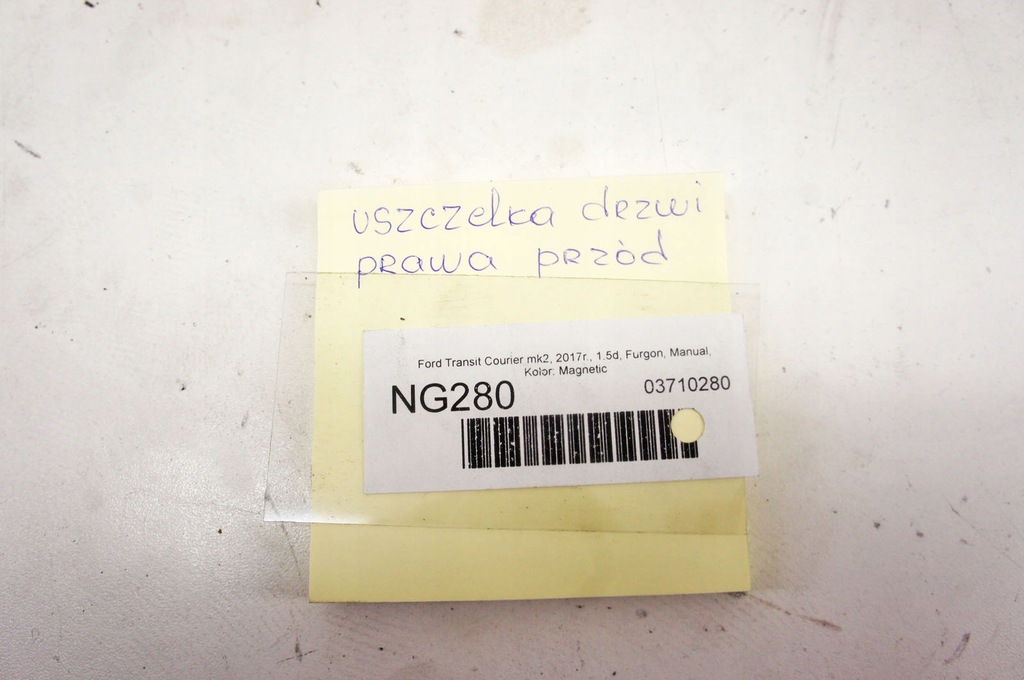 uszczelka drzwi
prawa przód
Ford Transit Courier mk2, 2017r., 1.5d, Furgon, Manual,
Kolor: Magnetic
NG280
03710280